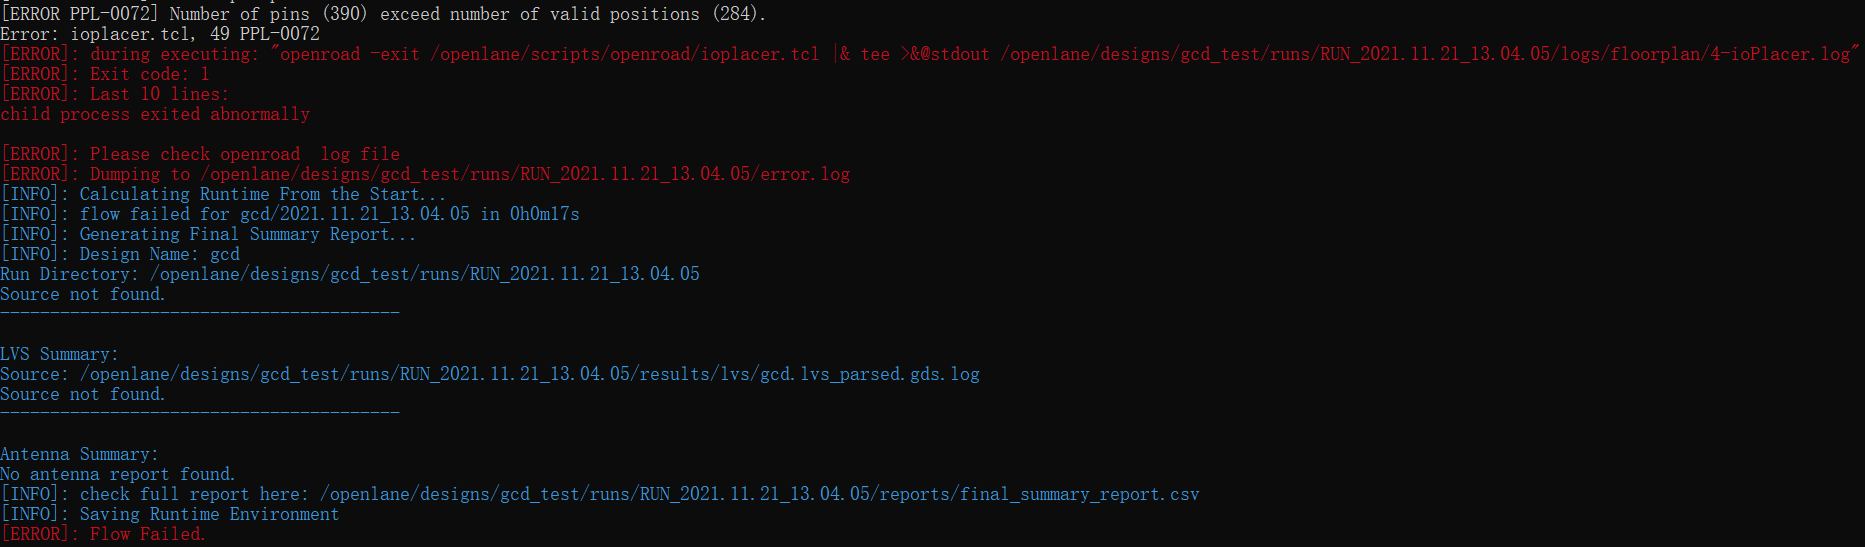 [ERROR PPL-0072] Number of pins (390) exceed number of valid positions (284).
Error: ioplacer.tcl, 49 PPL-0072
[ERROR]: during executing: "openroad -exit /openlane/scripts/openroad/ioplacer.tcl |& tee >&@stdout /openlane/designs/gcd_test/runs/RUN_2021.11.21_13.04.05/logs/floorplan/4-ioPlacer.log"
[ERROR]: Exit code: 1
[ERROR]: Last 10 lines:
child process exited abnormally
[ERROR]: Please check openroad  log file
[ERROR]: Dumping to /openlane/designs/gcd_test/runs/RUN_2021.11.21_13.04.05/error.log
[INFO]: Calculating Runtime From the Start...
[INFO]: flow failed for gcd/2021.11.21_13.04.05 in 0h0m17s
[INFO]: Generating Final Summary Report...
[INFO]: Design Name: gcd
Run Directory: /openlane/designs/gcd_test/runs/RUN_2021.11.21_13.04.05
Source not found.
----------------------------------------
LVS Summary:
Source: /openlane/designs/gcd_test/runs/RUN_2021.11.21_13.04.05/results/lvs/gcd.lvs_parsed.gds.log
Source not found.
----------------------------------------
Antenna Summary:
No antenna report found.
[INFO]: check full report here: /openlane/designs/gcd_test/runs/RUN_2021.11.21_13.04.05/reports/final_summary_report.csv
[INFO]: Saving Runtime Environment
[ERROR]: Flow Failed.